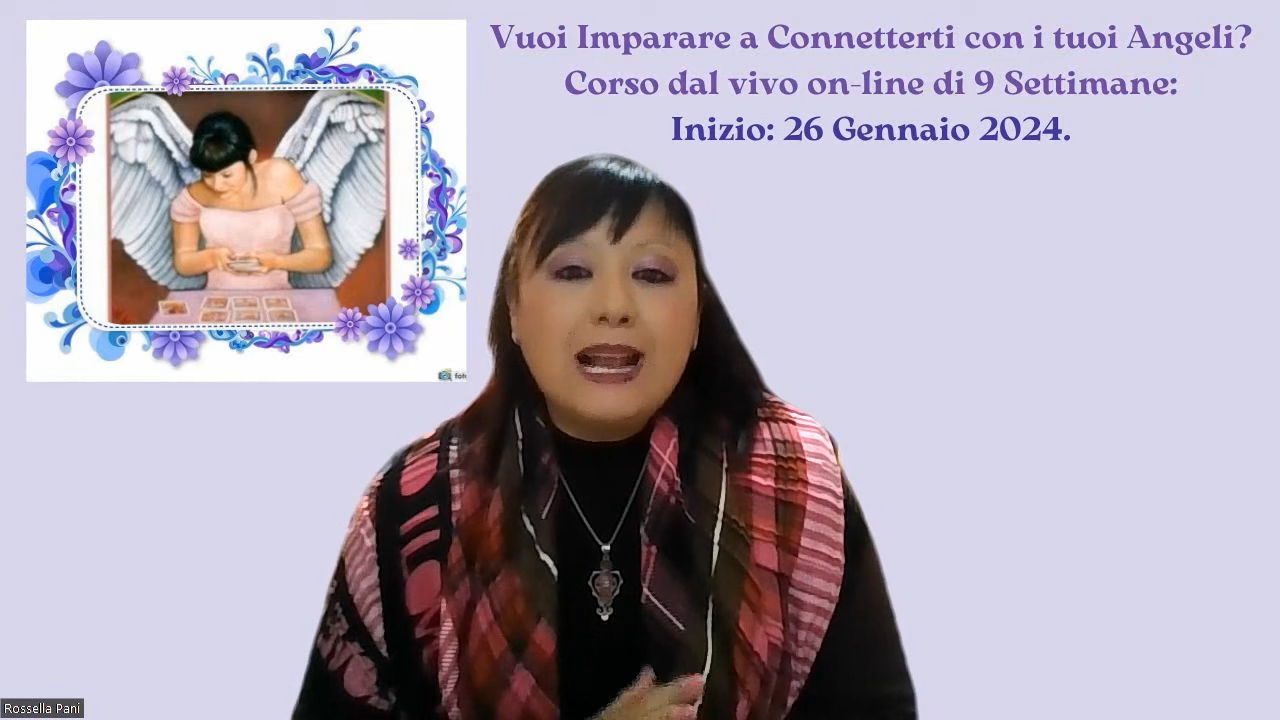 Vuoi Imparare a Connetterti con i tuoi Angeli?
Corso dal vivo on-line di 9 Settimane:
Inizio: 26 Gennaio 2024.
Rossella Pani